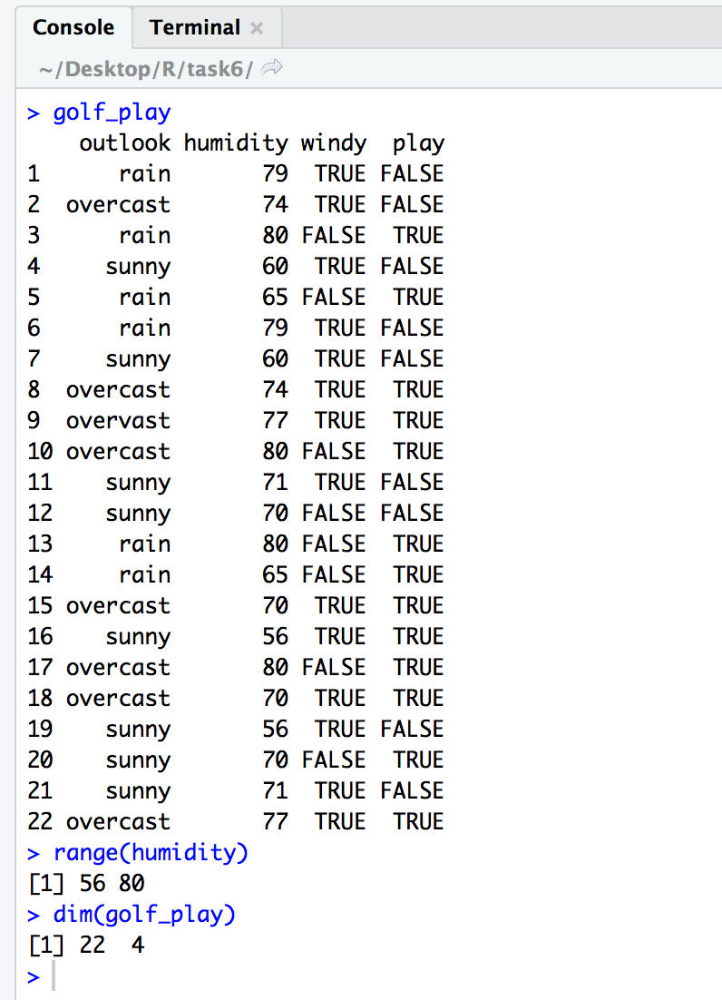 Console Terminal ×
~/Desktop/R/task6/
> golf_play
    outlook humidity windy  play
1      rain       79  TRUE FALSE
2  overcast       74  TRUE FALSE
3      rain       80 FALSE  TRUE
4     sunny       60  TRUE FALSE
5      rain       65 FALSE  TRUE
6      rain       79  TRUE FALSE
7     sunny       60  TRUE FALSE
8  overcast       74  TRUE  TRUE
9  overvast       77  TRUE  TRUE
10 overcast       80 FALSE  TRUE
11    sunny       71  TRUE FALSE
12    sunny       70 FALSE FALSE
13     rain       80 FALSE  TRUE
14     rain       65 FALSE  TRUE
15 overcast       70  TRUE  TRUE
16    sunny       56  TRUE  TRUE
17 overcast       80 FALSE  TRUE
18 overcast       70  TRUE  TRUE
19    sunny       56  TRUE FALSE
20    sunny       70 FALSE  TRUE
21    sunny       71  TRUE FALSE
22 overcast       77  TRUE  TRUE
> range(humidity)
[1] 56 80
> dim(golf_play)
[1] 22  4
>